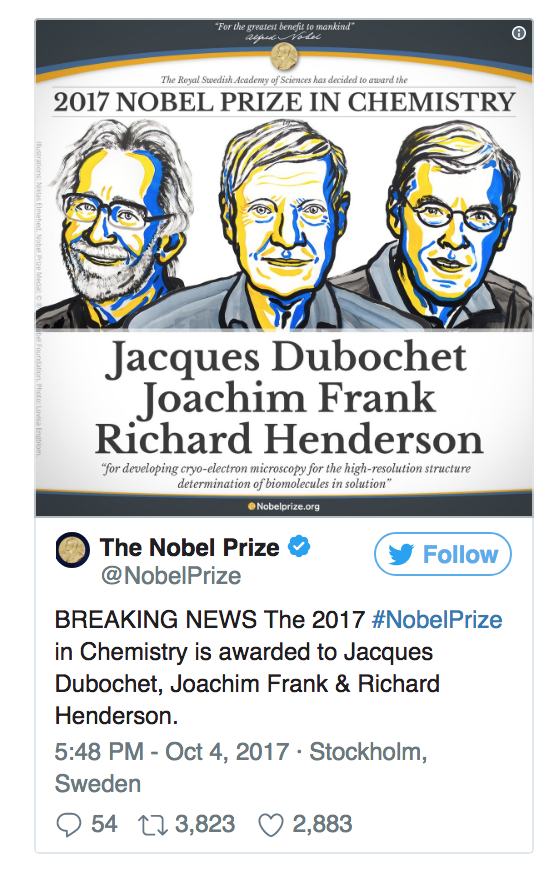 "For the greatest benefit to mankind"
Alfred Nobel
The Royal Swedish Academy of Sciences has decided to award the
2017 NOBEL PRIZE IN CHEMISTRY
Jacques Dubochet
Joachim Frank
Richard Henderson
"for developing cryo-electron microscopy for the high-resolution structure
determination of biomolecules in solution"
Nobelprize.org
The Nobel Prize
Follow
@NobelPrize
BREAKING NEWS The 2017 #NobelPrize
in Chemistry is awarded to Jacques
Dubochet, Joachim Frank & Richard
Henderson.
5:48 PM - Oct 4, 2017 · Stockholm,
Sweden
54 3,823 2,883